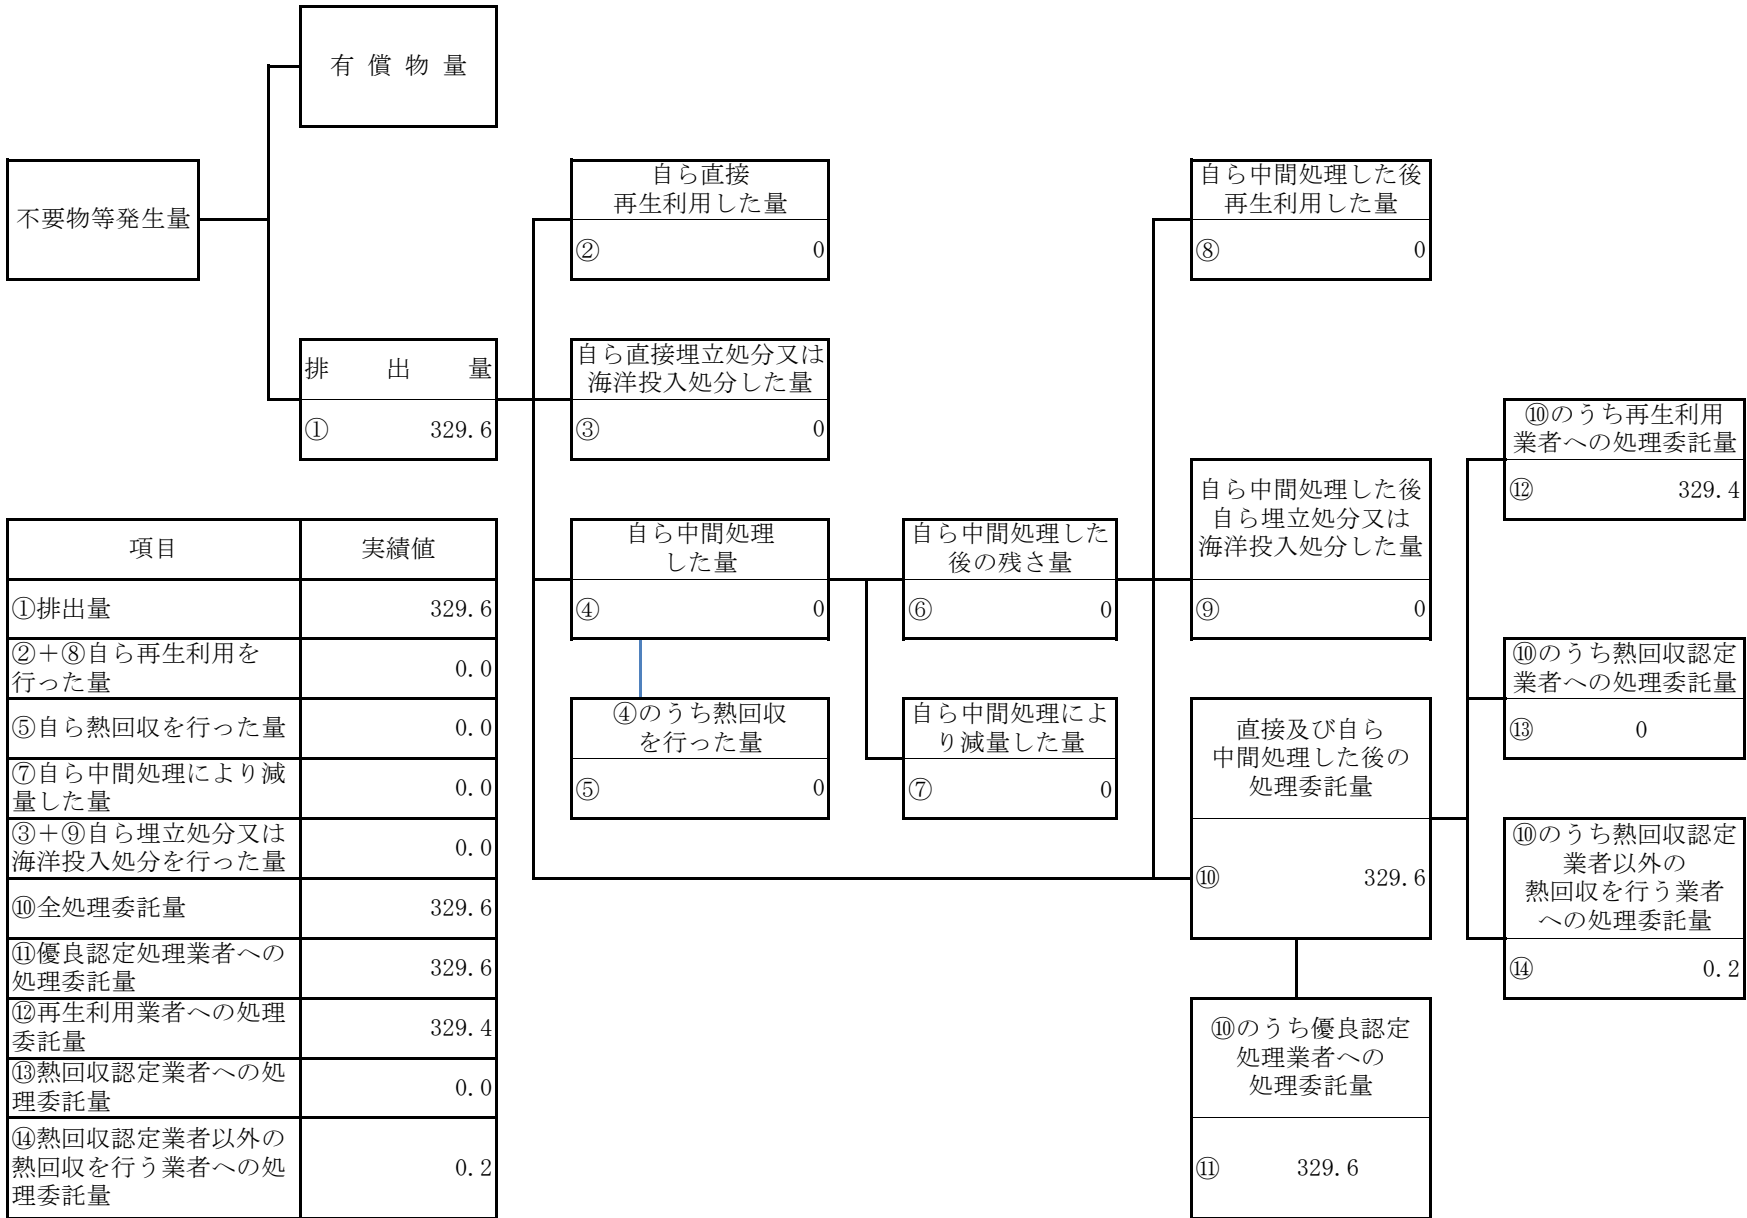 有 償 物 量
不要物等発生量
自ら直接
再生利用した量
② 0
自ら中間処理した後
再生利用した量
⑧ 0
排 出 量
① 329.6
自ら直接埋立処分又は
海洋投入処分した量
③ 0
⑩のうち再生利用
業者への処理委託量
⑫ 329.4
自ら中間処理した後
自ら埋立処分又は
海洋投入処分した量
⑨ 0
自ら中間処理
した量
④ 0
自ら中間処理した
後の残さ量
⑥ 0
⑩のうち熱回収認定
業者への処理委託量
⑬ 0
④のうち熱回収
を行った量
⑤ 0
自ら中間処理によ
り減量した量
⑦ 0
直接及び自ら
中間処理した後の
処理委託量
⑩ 329.6
⑩のうち熱回収認定
業者以外の
熱回収を行う業者
への処理委託量
⑭ 0.2
⑩のうち優良認定
処理業者への
処理委託量
⑪ 329.6
項目 実績値
①排出量 329.6
②＋⑧自ら再生利用を
行った量 0.0
⑤自ら熱回収を行った量 0.0
⑦自ら中間処理により減
量した量 0.0
③＋⑨自ら埋立処分又は
海洋投入処分を行った量 0.0
⑩全処理委託量 329.6
⑪優良認定処理業者への
処理委託量 329.6
⑫再生利用業者への処理
委託量 329.4
⑬熱回収認定業者への処
理委託量 0.0
⑭熱回収認定業者以外の
熱回収を行う業者への処
理委託量 0.2